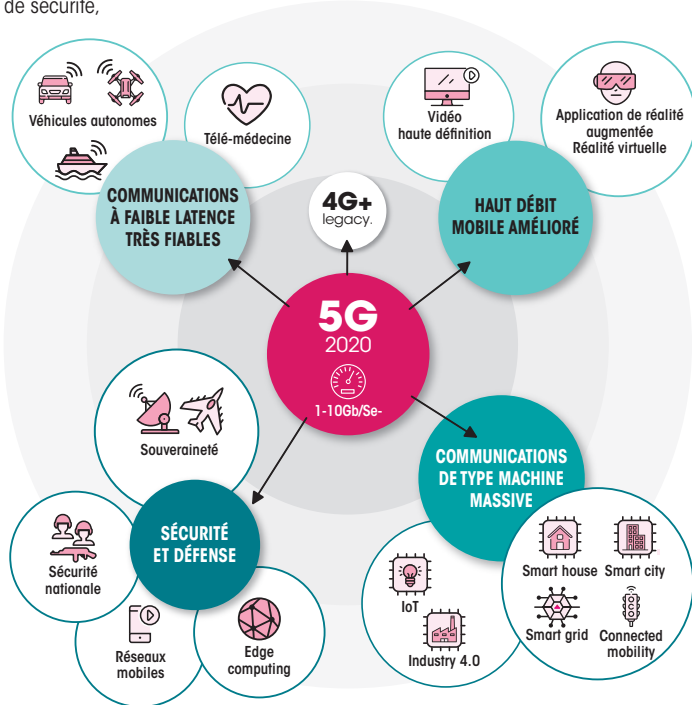 de sécurité,
Véhicules autonomes
Télé-médecine
Vidéo
haute définition
Application de réalité
augmentée
Réalité virtuelle
COMMUNICATIONS
À FAIBLE LATENCE
TRÈS FIABLES
4G+
legacy.
HAUT DÉBIT
MOBILE AMÉLIORÉ
5G
2020
1-10Gb/Se-
Souveraineté
COMMUNICATIONS
DE TYPE MACHINE
MASSIVE
SÉCURITÉ
ET DÉFENSE
Sécurité
nationale
Réseaux
mobiles
Edge
computing
IoT
Industry 4.0
Smart house
Smart city
Smart grid
Connected
mobility